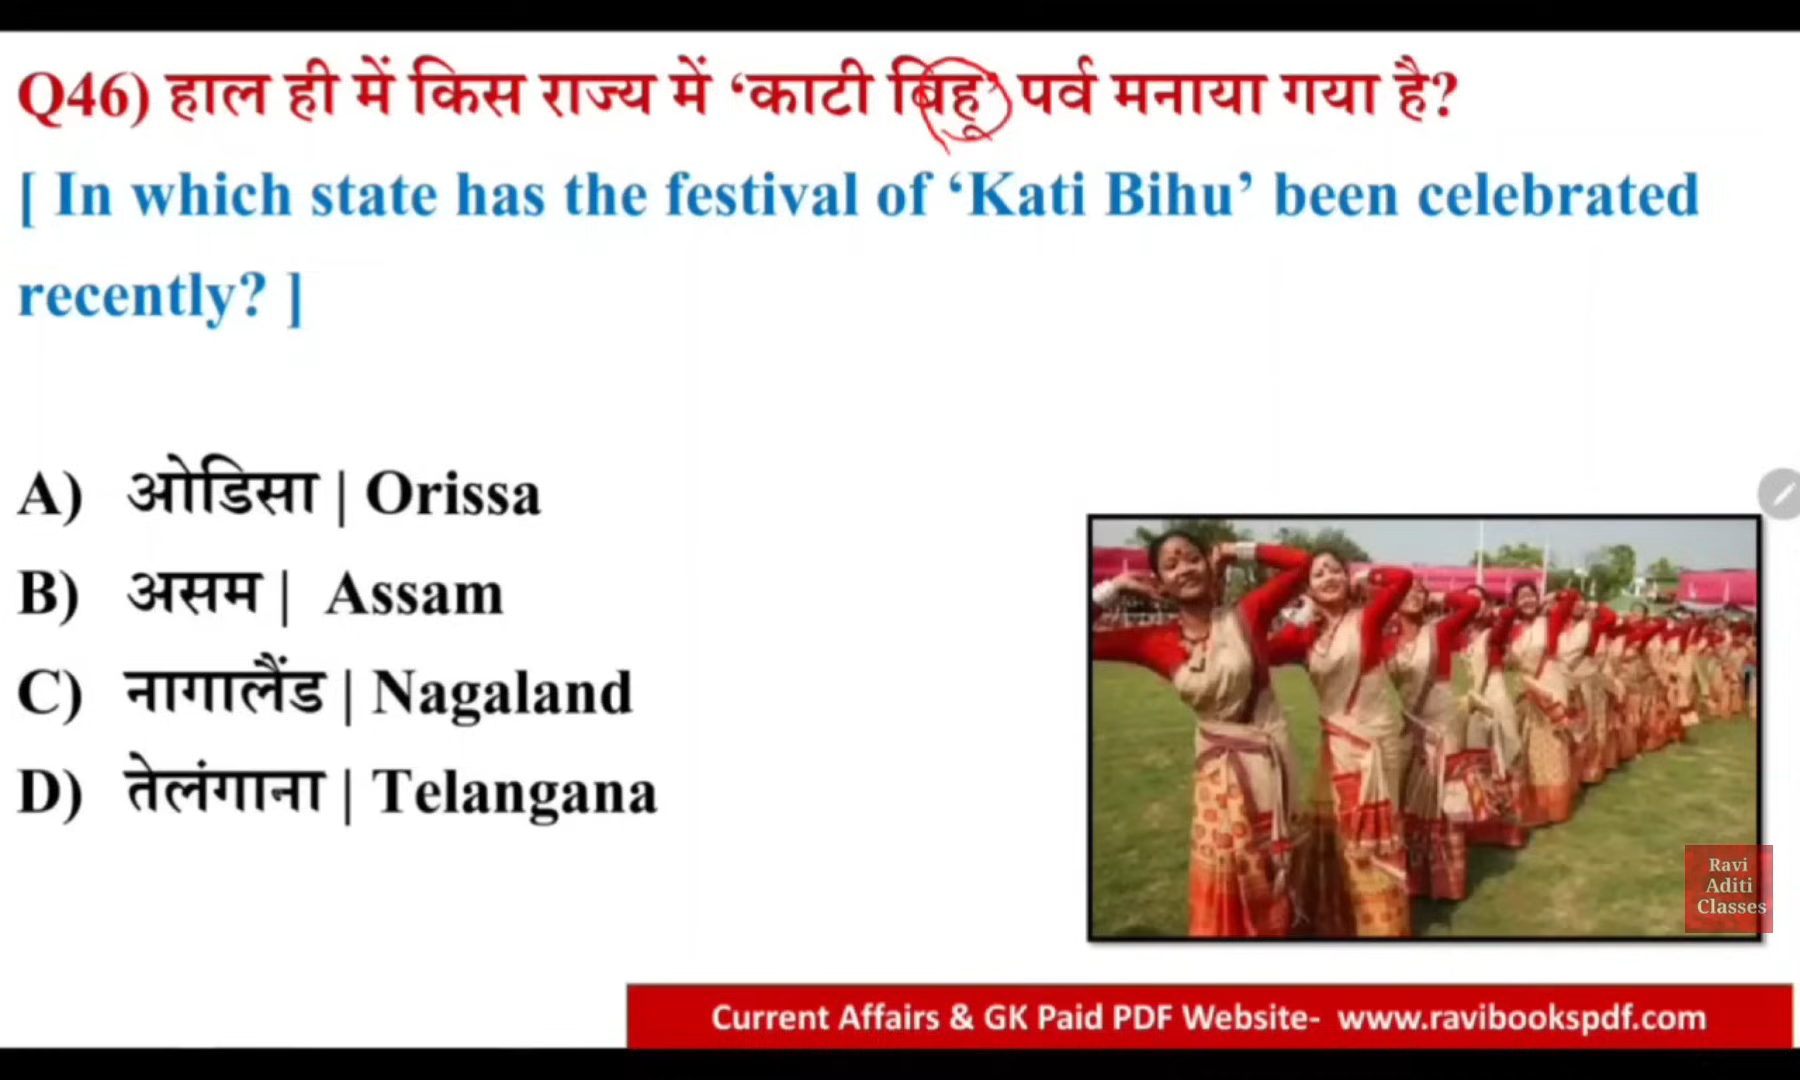 Q46) हाल ही में किस राज्य में ‘काटी बिहू’ पर्व मनाया गया है?
[ In which state has the festival of ‘Kati Bihu’ been celebrated
recently? ]
A) ओडिसा | Orissa
B) असम | Assam
C) नागालैंड | Nagaland
D) तेलंगाना | Telangana
Ravi
Aditi
Classes
Current Affairs & GK Paid PDF Website- www.ravibookspdf.com